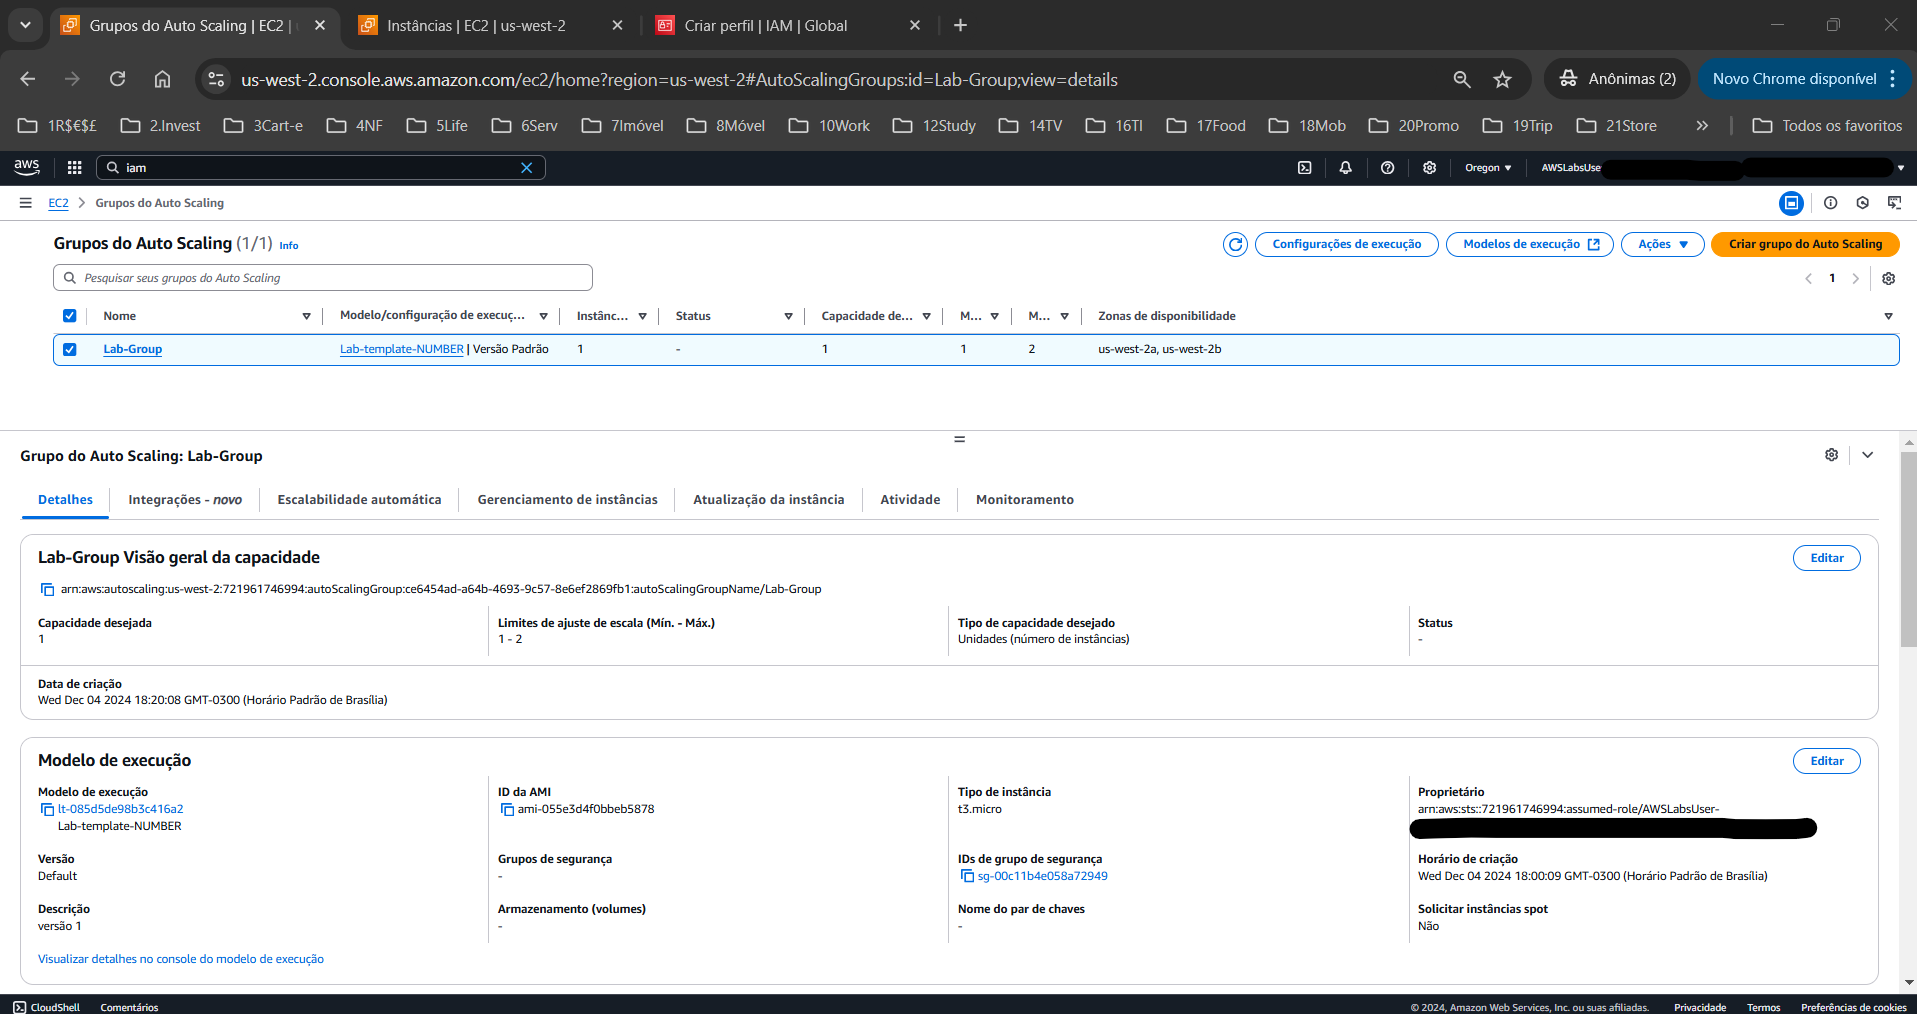 Grupos do Auto Scaling | EC2 |
Instâncias | EC2 | us-west-2
Criar perfil | IAM | Global
us-west-2.console.aws.amazon.com/ec2/home?region=us-west-2#AutoScalingGroups:id=Lab-Group;view=details
Anônimas (2)
Novo Chrome disponível
1R$€$£
2.Invest
3Cart-e
4NF
5Life
6Serv
7Imóvel
8Móvel
10Work
12Study
14TV
16TI
17Food
18Mob
20Promo
19Trip
21Store
Todos os favoritos
aws
iam
Oregon
AWSLabsUse
EC2
Grupos do Auto Scaling
Grupos do Auto Scaling (1/1) Info
Configurações de execução
Modelos de execução
Ações
Criar grupo do Auto Scaling
Pesquisar seus grupos do Auto Scaling
1
Nome
Modelo/configuração de execuç...
Instânc...
Status
Capacidade de...
M...
M...
Zonas de disponibilidade
Lab-Group
Lab-template-NUMBER | Versão Padrão
1
-
1
1
2
us-west-2a, us-west-2b
Grupo do Auto Scaling: Lab-Group
Detalhes
Integrações - novo
Escalabilidade automática
Gerenciamento de instâncias
Atualização da instância
Atividade
Monitoramento
Lab-Group Visão geral da capacidade
Editar
arn:aws:autoscaling:us-west-2:721961746994:autoScalingGroup:ce6454ad-a64b-4693-9c57-8e6ef2869fb1:autoScalingGroupName/Lab-Group
Capacidade desejada
1
Limites de ajuste de escala (Mín. - Máx.)
1 - 2
Tipo de capacidade desejado
Unidades (número de instâncias)
Status
-
Data de criação
Wed Dec 04 2024 18:20:08 GMT-0300 (Horário Padrão de Brasília)
Modelo de execução
Editar
Modelo de execução
lt-085d5de98b3c416a2
Lab-template-NUMBER
ID da AMI
ami-055e3d4f0bbeb5878
Tipo de instância
t3.micro
Proprietário
arn:aws:sts::721961746994:assumed-role/AWSLabsUser-
Versão
Default
Grupos de segurança
-
IDs de grupo de segurança
sg-00c11b4e058a72949
Horário de criação
Wed Dec 04 2024 18:00:09 GMT-0300 (Horário Padrão de Brasília)
Descrição
versão 1
Armazenamento (volumes)
-
Nome do par de chaves
-
Solicitar instâncias spot
Não
Visualizar detalhes no console do modelo de execução
CloudShell
Comentários
© 2024, Amazon Web Services, Inc. ou suas afiliadas.
Privacidade
Termos
Preferências de cookies